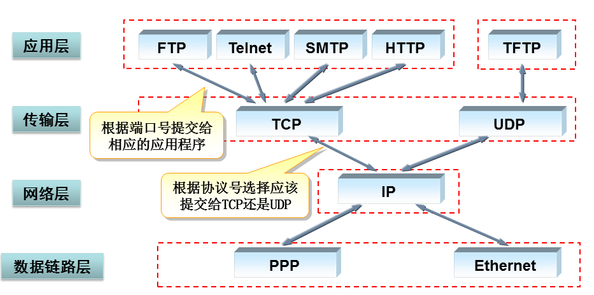 应用层
FTP
Telnet
SMTP
HTTP
TFTP
传输层
TCP
UDP
根据端口号提交给
相应的应用程序
根据协议号选择应该
提交给TCP还是UDP
网络层
IP
数据链路层
PPP
Ethernet